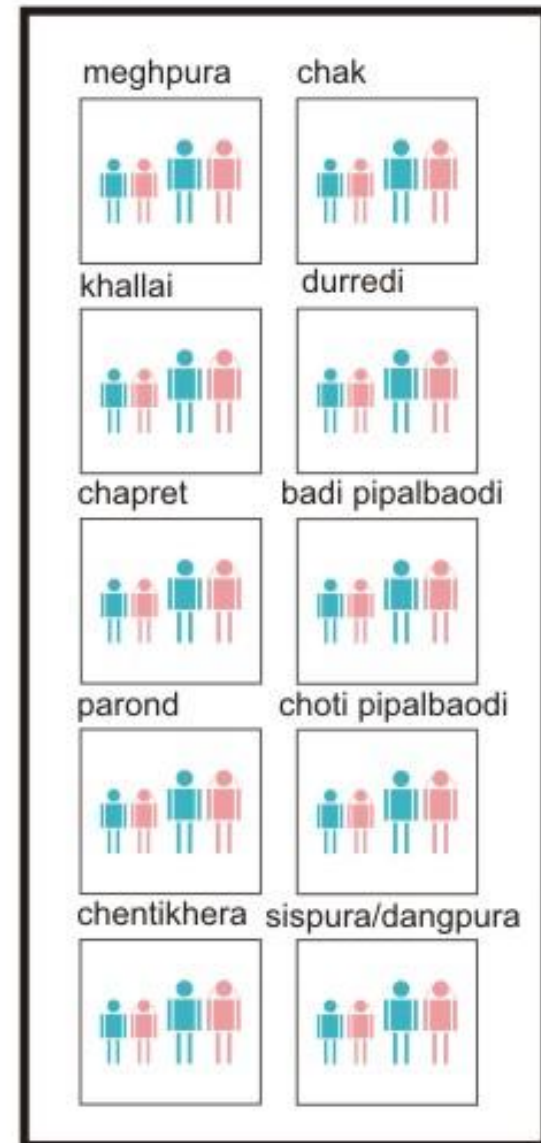 meghpura chak
khallai durredi
chapret badi pipalbaodi
parond choti pipalbaodi
chentikhera sispura/dangpura